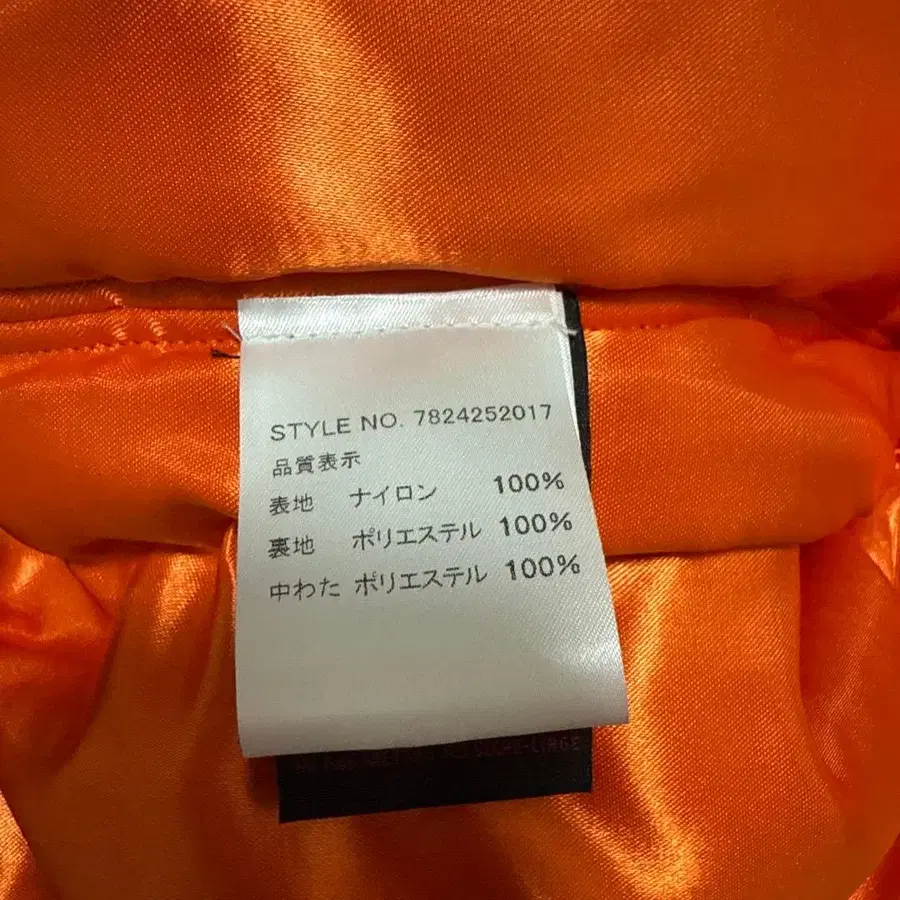 STYLE NO. 7824252017
品質表示
表地 ナイロン 100%
裏地 ポリエステル 100%
中わた ポリエステル 100%